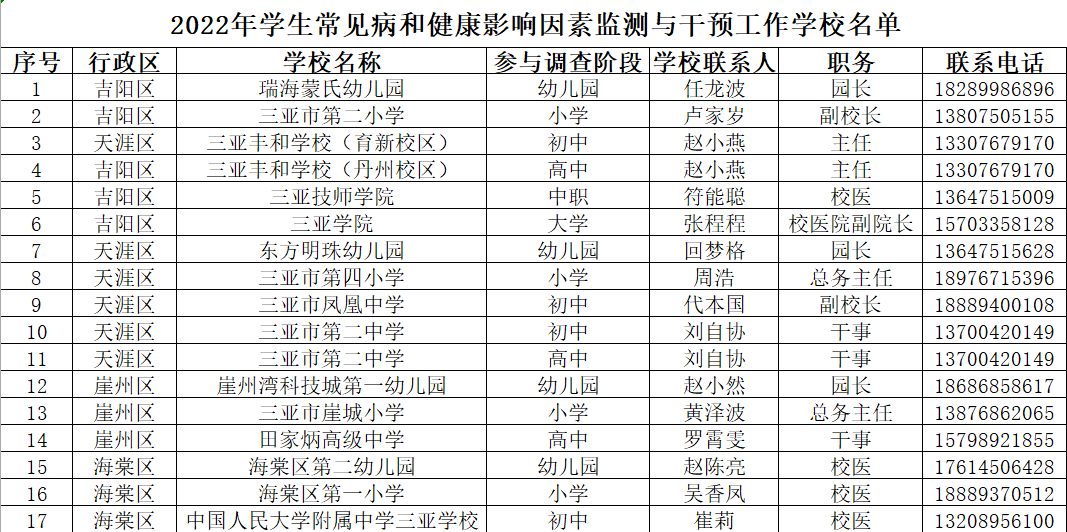 2022年学生常见病和健康影响因素监测与干预工作学校名单
序号 行政区 学校名称 参与调查阶段 学校联系人 职务 联系电话
1 吉阳区 瑞海蒙氏幼儿园 幼儿园 任龙波 园长 18289986896
2 吉阳区 三亚市第二小学 小学 卢家岁 副校长 13807505155
3 天涯区 三亚丰和学校（育新校区） 初中 赵小燕 主任 13307679170
4 吉阳区 三亚丰和学校（丹州校区） 高中 赵小燕 主任 13307679170
5 吉阳区 三亚技师学院 中职 符能聪 校医 13647515009
6 吉阳区 三亚学院 大学 张程程 校医院副院长 15703358128
7 天涯区 东方明珠幼儿园 幼儿园 回梦格 园长 13647515628
8 天涯区 三亚市第四小学 小学 周浩 总务主任 18976715396
9 天涯区 三亚市凤凰中学 初中 代本国 副校长 18889400108
10 天涯区 三亚市第二中学 初中 刘自协 干事 13700420149
11 天涯区 三亚市第二中学 高中 刘自协 干事 13700420149
12 崖州区 崖州湾科技城第一幼儿园 幼儿园 赵小然 园长 18686858617
13 崖州区 三亚市崖城小学 小学 黄泽波 总务主任 13876862065
14 崖州区 田家炳高级中学 高中 罗霄雯 干事 15798921855
15 海棠区 海棠区第二幼儿园 幼儿园 赵陈亮 校医 17614506428
16 海棠区 海棠区第一小学 小学 吴香凤 校医 18889370512
17 海棠区 中国人民大学附属中学三亚学校 初中 崔莉 校医 13208956100